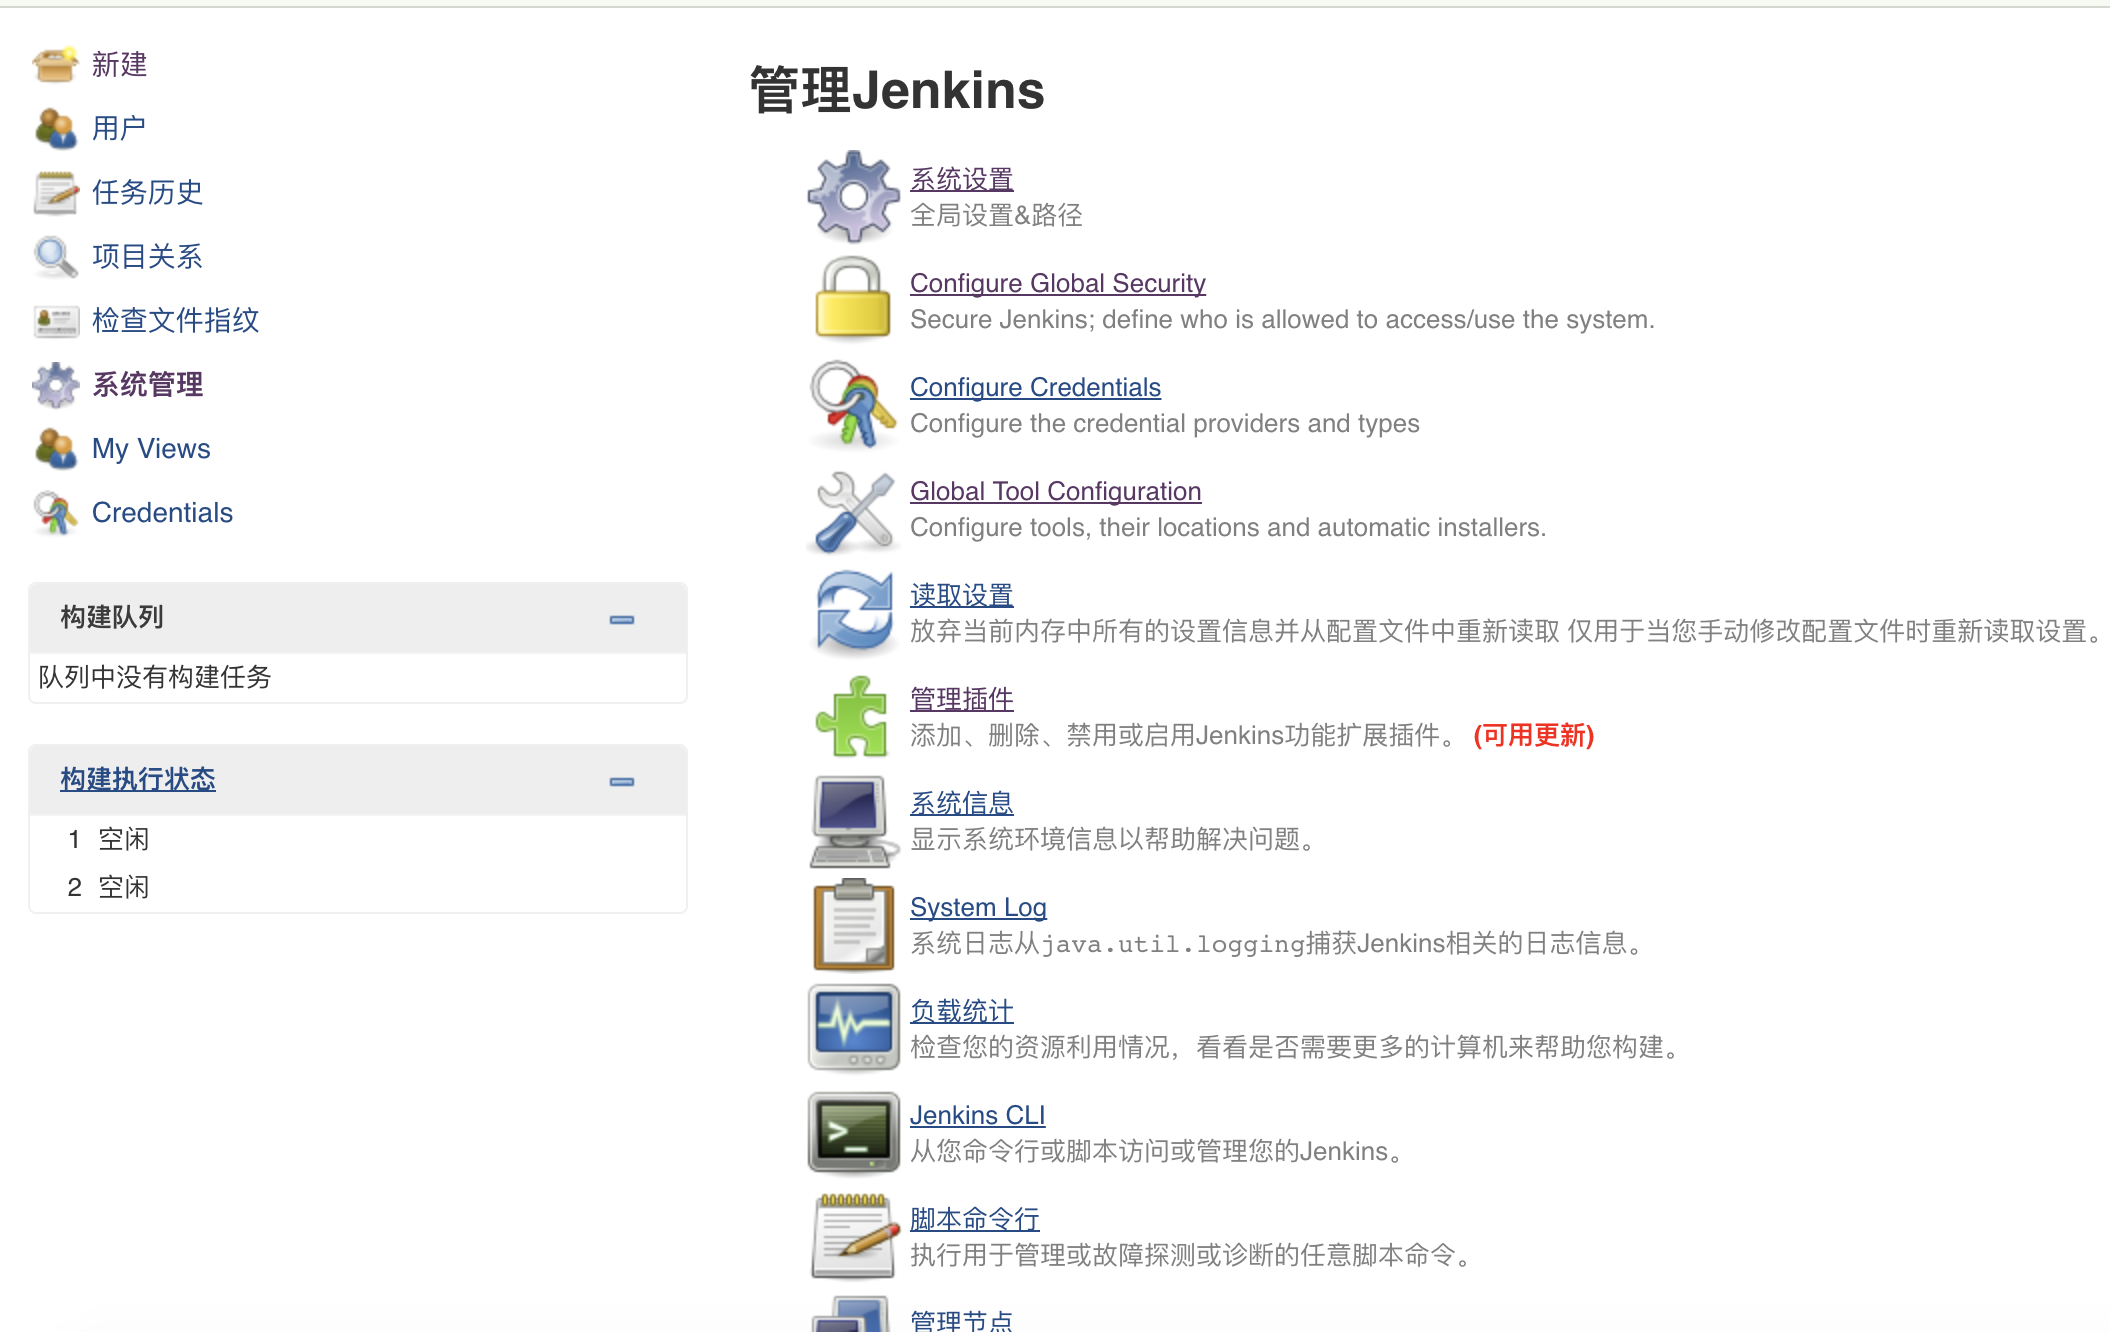 新建
用户
任务历史
项目关系
检查文件指纹
系统管理
My Views
Credentials
构建队列
队列中没有构建任务
构建执行状态
1 空闲
2 空闲
管理Jenkins
系统设置
全局设置&路径
Configure Global Security
Secure Jenkins; define who is allowed to access/use the system.
Configure Credentials
Configure the credential providers and types
Global Tool Configuration
Configure tools, their locations and automatic installers.
读取设置
放弃当前内存中所有的设置信息并从配置文件中重新读取 仅用于当您手动修改配置文件时重新读取设置。
管理插件
添加、删除、禁用或启用Jenkins功能扩展插件。 (可用更新)
系统信息
显示系统环境信息以帮助解决问题。
System Log
系统日志从java.util.logging捕获Jenkins相关的日志信息。
负载统计
检查您的资源利用情况，看看是否需要更多的计算机来帮助您构建。
Jenkins CLI
从您命令行或脚本访问或管理您的Jenkins。
脚本命令行
执行用于管理或故障探测或诊断的任意脚本命令。
管理节点